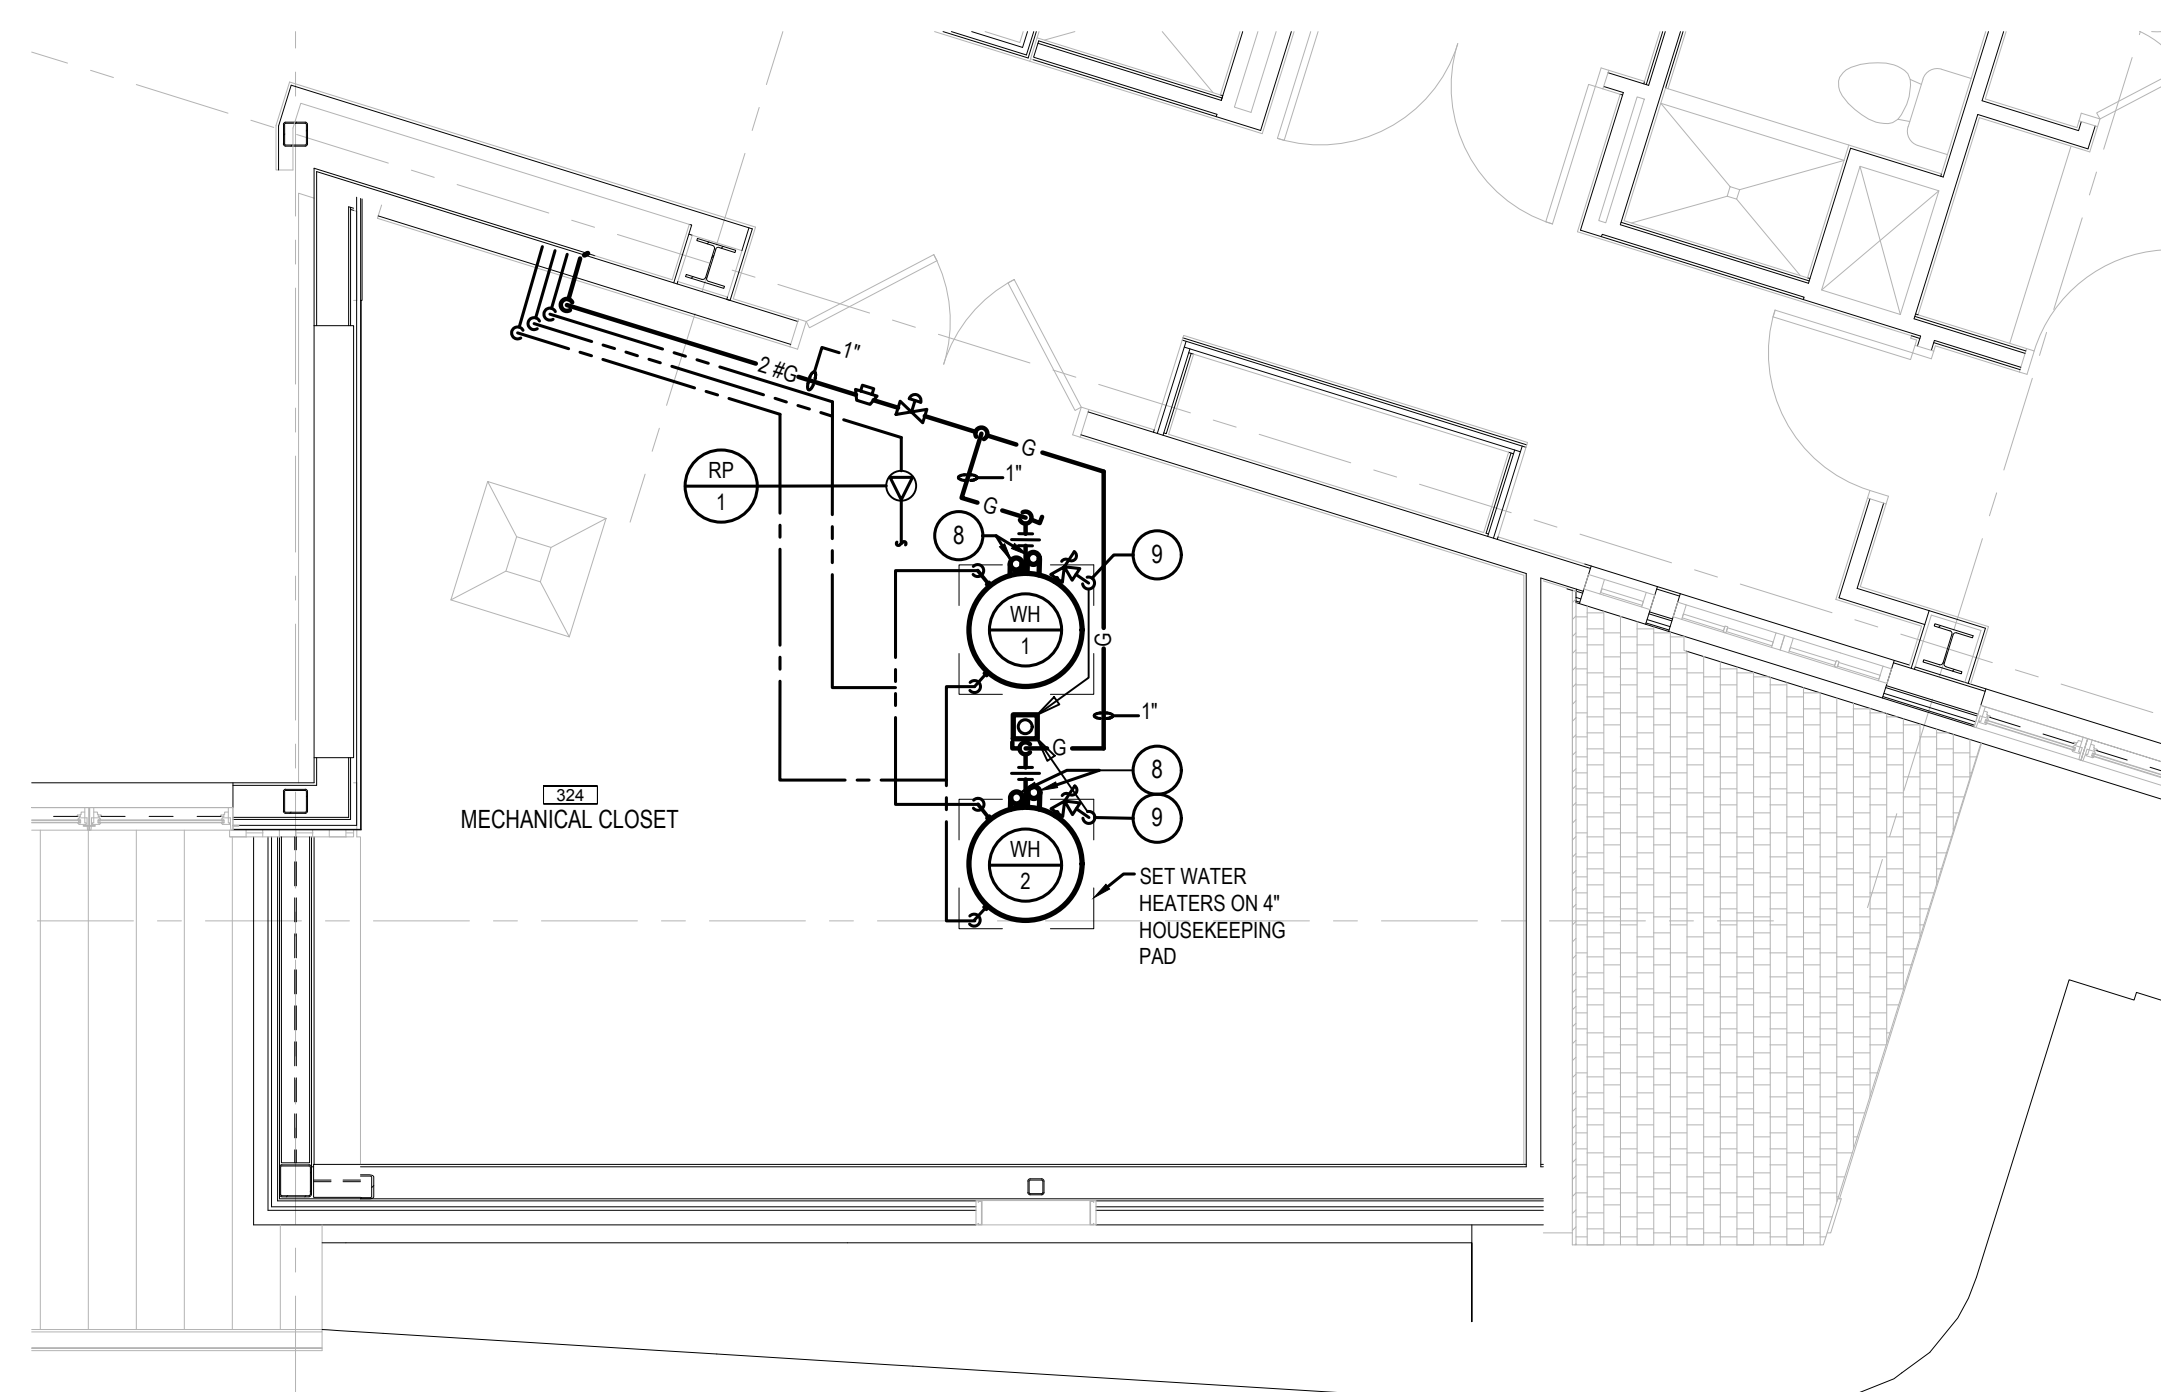 1"
2 #G
G
RP
1
1"
G
8
9
WH
1
G
1"
G
8
324
MECHANICAL CLOSET
9
WH
2
SET WATER
HEATERS ON 4"
HOUSEKEEPING
PAD